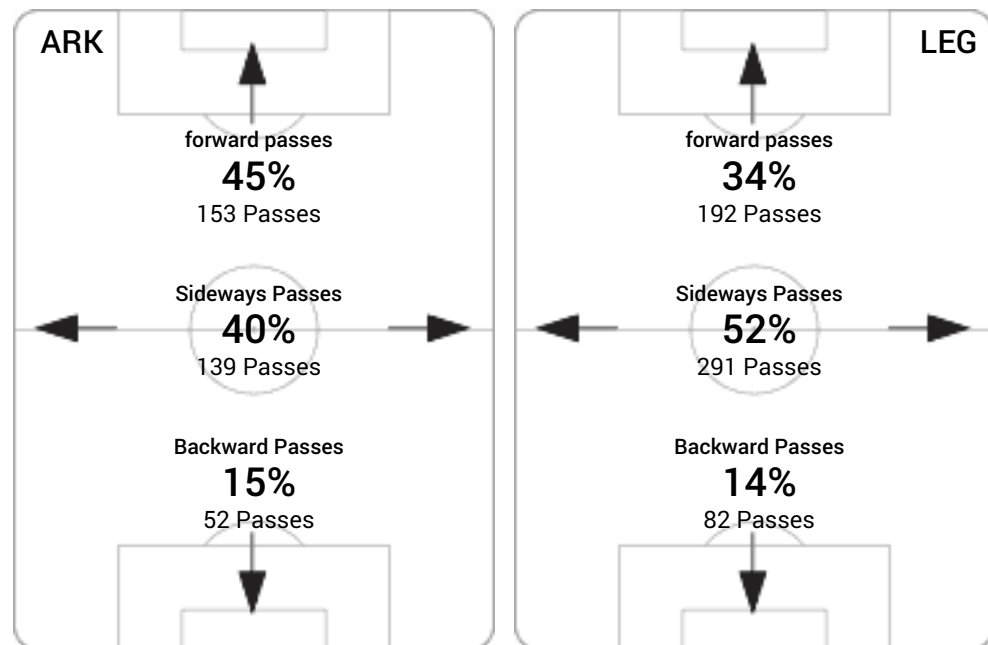 ARK
forward passes
45%
153 Passes
Sideways Passes
40%
139 Passes
Backward Passes
15%
52 Passes
LEG
forward passes
34%
192 Passes
Sideways Passes
52%
291 Passes
Backward Passes
14%
82 Passes